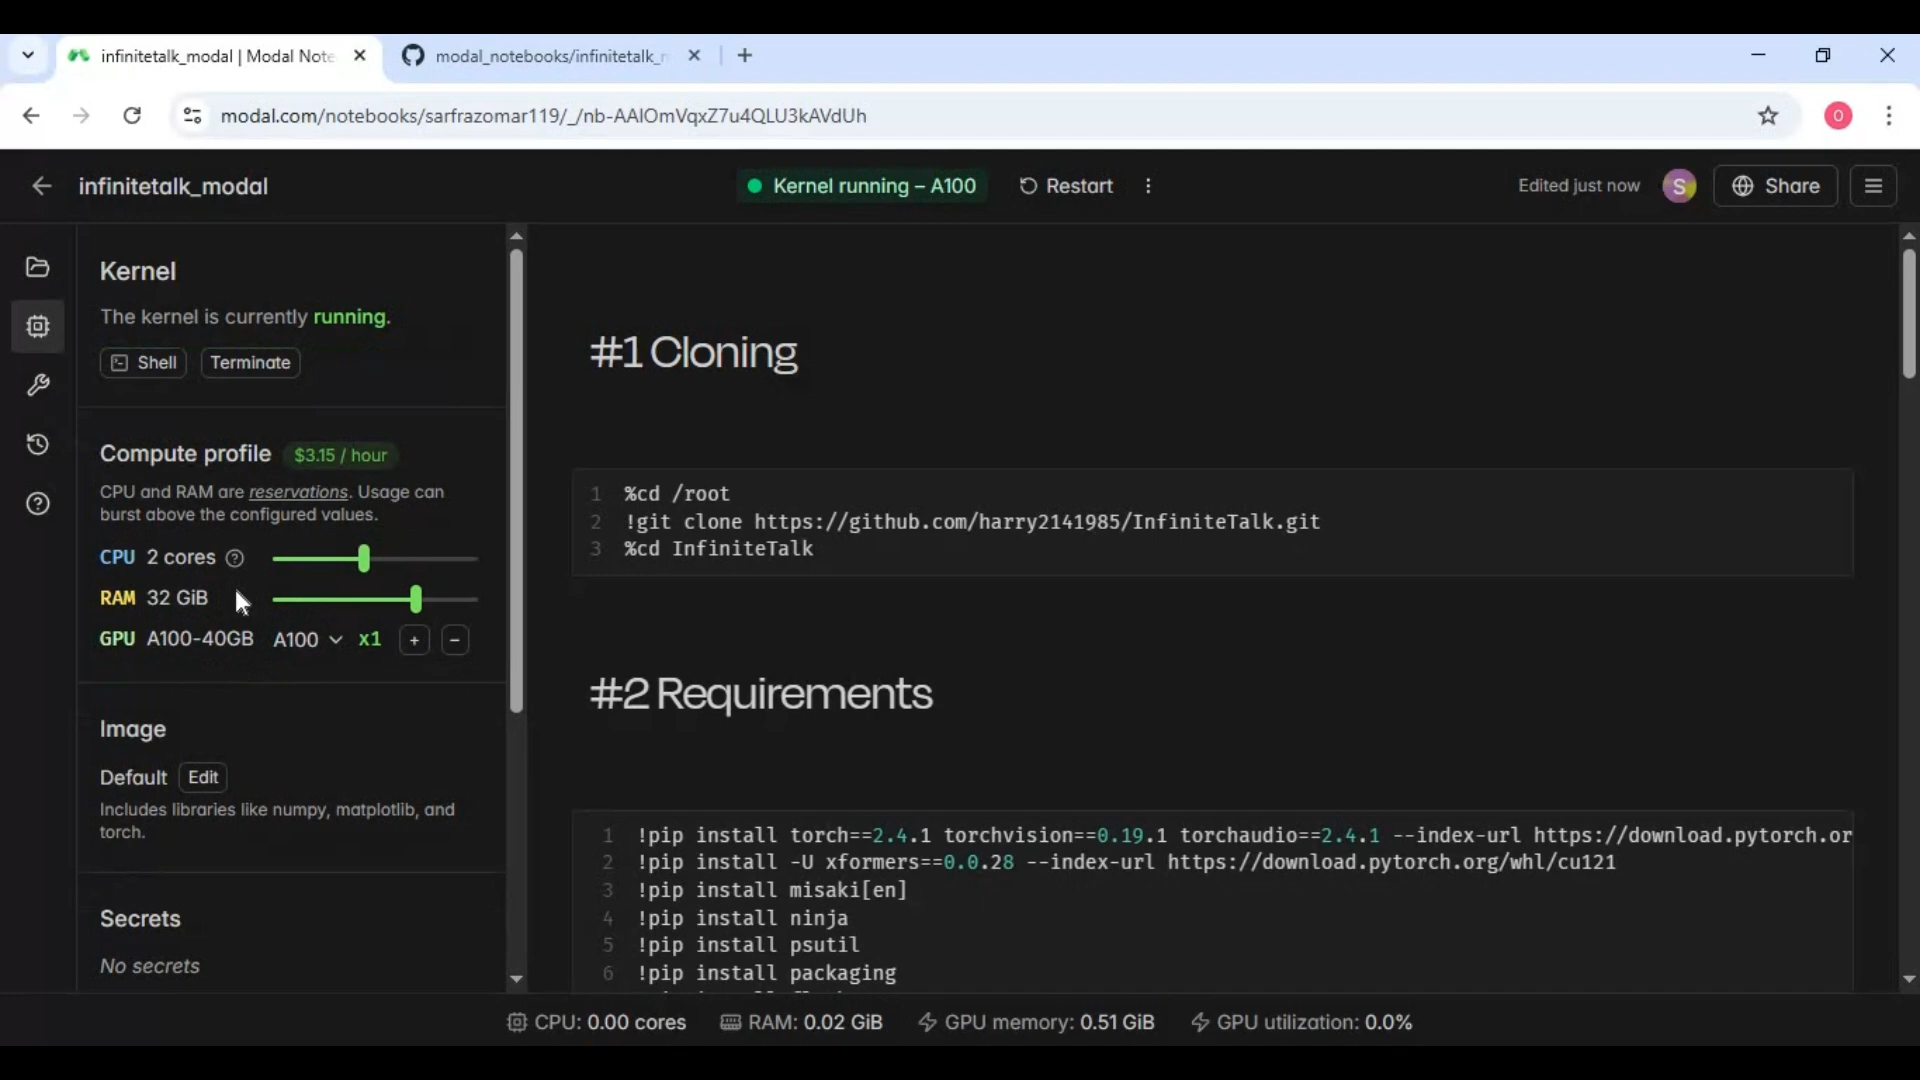 infinitetalk_modal | Modal Note
modal_notebooks/infinitetalk_
modal.com/notebooks/sarfrazomar119/_/nb-AAlOmVqxZ7u4QLU3kAVdUh
O
infinitetalk_modal
Kernel running – A100
Restart
Edited just now
S
Share
Kernel
The kernel is currently running.
Shell
Terminate
Compute profile
$3.15 / hour
CPU and RAM are reservations. Usage can
burst above the configured values.
CPU 2 cores
RAM 32 GiB
GPU A100-40GB A100 x1 + −
Image
Default Edit
Includes libraries like numpy, matplotlib, and
torch.
Secrets
No secrets
#1 Cloning
1 %cd /root
2 !git clone https://github.com/harry2141985/InfiniteTalk.git
3 %cd InfiniteTalk
#2 Requirements
1 !pip install torch==2.4.1 torchvision==0.19.1 torchaudio==2.4.1 --index-url https://download.pytorch.or
2 !pip install -U xformers==0.0.28 --index-url https://download.pytorch.org/whl/cu121
3 !pip install misaki[en]
4 !pip install ninja
5 !pip install psutil
6 !pip install packaging
CPU: 0.00 cores
RAM: 0.02 GiB
GPU memory: 0.51 GiB
GPU utilization: 0.0%